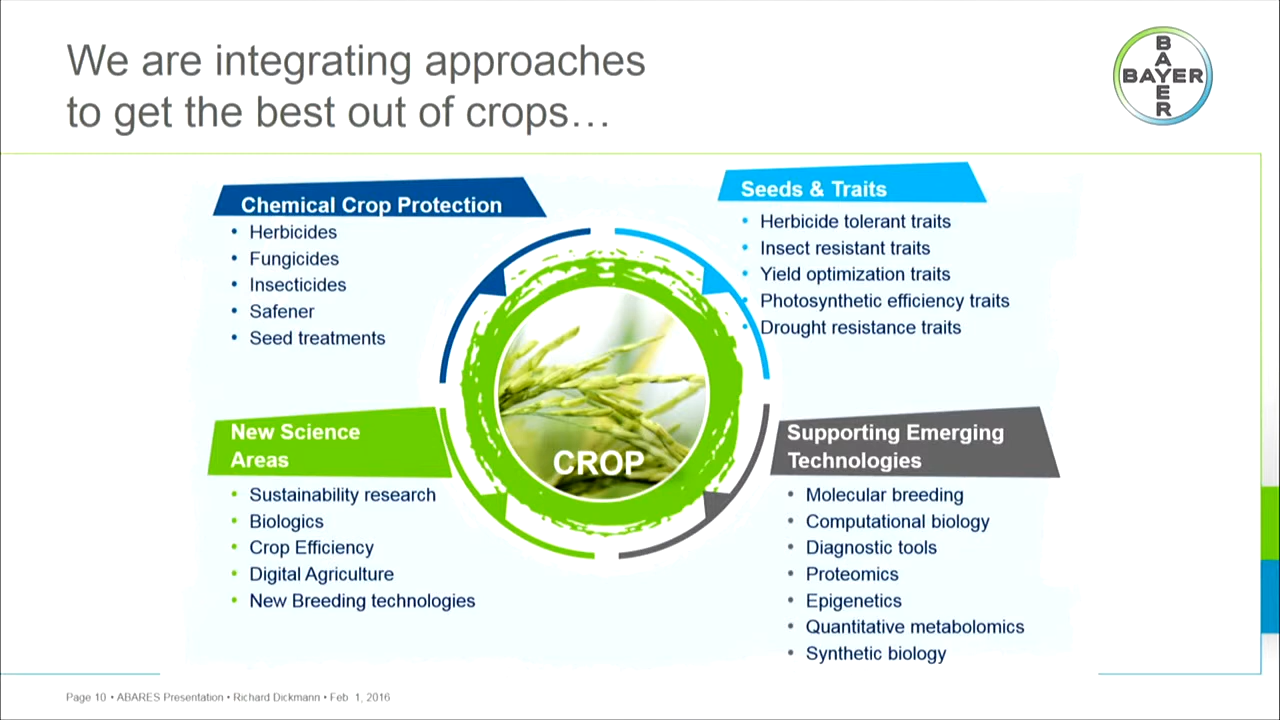 We are integrating approaches
to get the best out of crops…
BAYER
BAYER
Chemical Crop Protection
• Herbicides
• Fungicides
• Insecticides
• Safener
• Seed treatments
Seeds & Traits
• Herbicide tolerant traits
• Insect resistant traits
• Yield optimization traits
• Photosynthetic efficiency traits
• Drought resistance traits
CROP
New Science
Areas
• Sustainability research
• Biologics
• Crop Efficiency
• Digital Agriculture
• New Breeding technologies
Supporting Emerging
Technologies
• Molecular breeding
• Computational biology
• Diagnostic tools
• Proteomics
• Epigenetics
• Quantitative metabolomics
• Synthetic biology
Page 10 • ABARES Presentation • Richard Dickmann • Feb 1, 2016